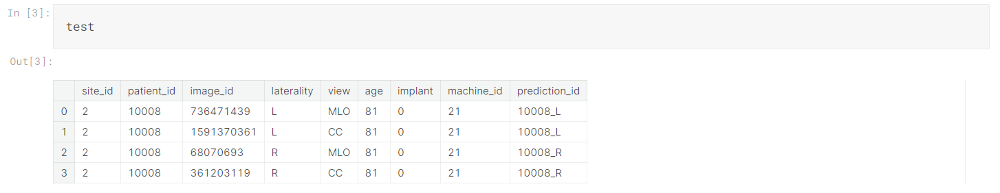 In [3]:
test
Out[3]:
site_id patient_id image_id laterality view age implant machine_id prediction_id
0 2 10008 736471439 L MLO 81 0 21 10008_L
1 2 10008 1591370361 L CC 81 0 21 10008_L
2 2 10008 68070693 R MLO 81 0 21 10008_R
3 2 10008 361203119 R CC 81 0 21 10008_R